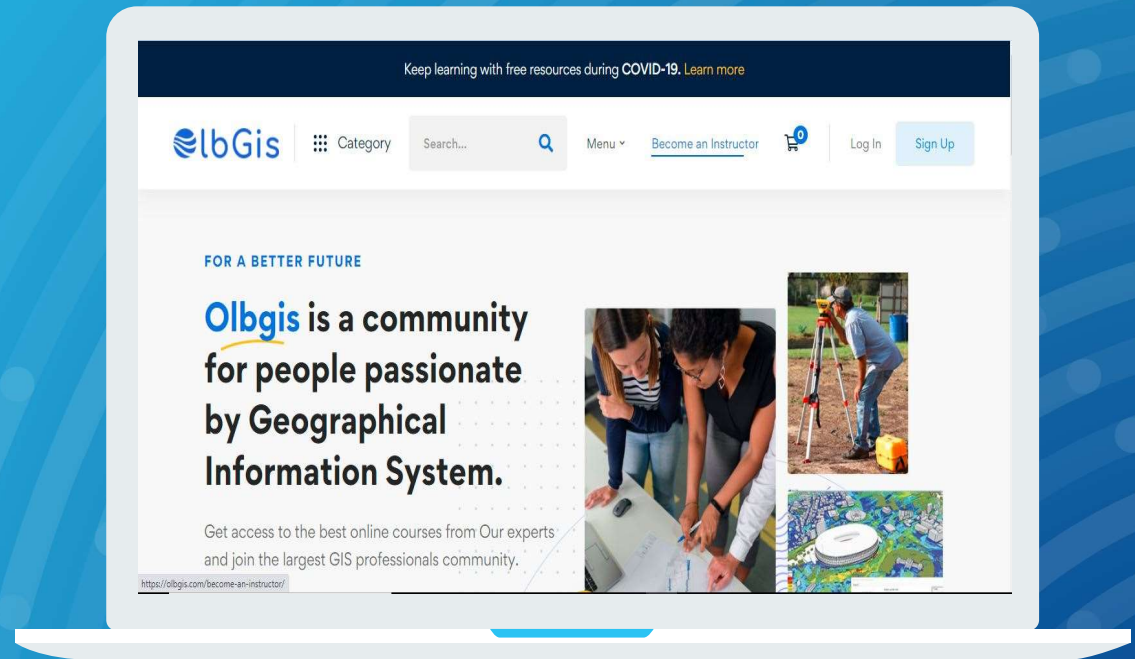 Keep learning with free resources during COVID-19. Learn more
OlbGis
Category
Search...
Menu
Become an Instructor
0
Log In
Sign Up
FOR A BETTER FUTURE
Olbgis is a community
for people passionate
by Geographical
Information System.
Get access to the best online courses from Our experts
and join the largest GIS professionals community.
https://olbgis.com/become-an-instructor/